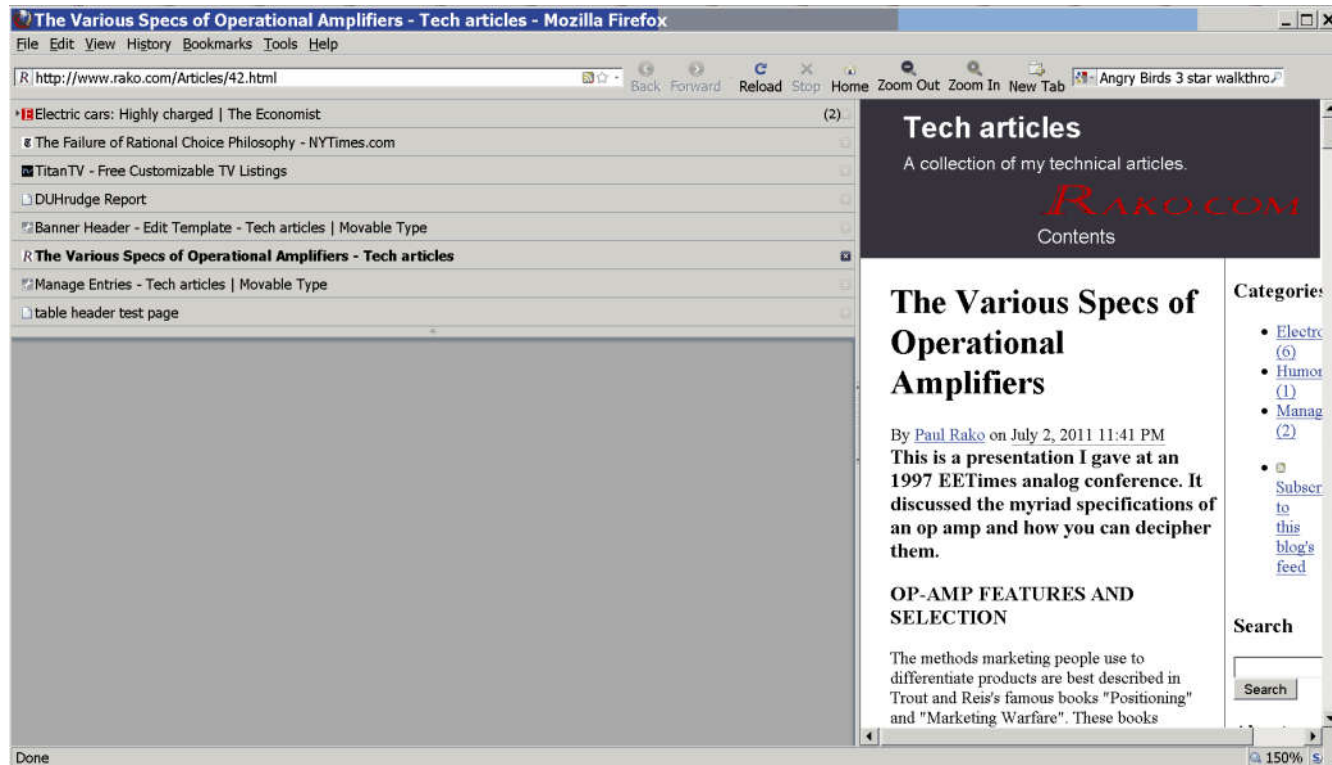 The Various Specs of Operational Amplifiers - Tech articles - Mozilla Firefox
File Edit View History Bookmarks Tools Help
R http://www.rako.com/Articles/42.html
Back Forward Reload Stop Home Zoom Out Zoom In New Tab
Angry Birds 3 star walkthro
Electric cars: Highly charged | The Economist (2)
The Failure of Rational Choice Philosophy - NYTimes.com
TitanTV - Free Customizable TV Listings
DUHrudge Report
Banner Header - Edit Template - Tech articles | Movable Type
R The Various Specs of Operational Amplifiers - Tech articles
Manage Entries - Tech articles | Movable Type
table header test page
Tech articles
A collection of my technical articles.
RAKO.COM
Contents
The Various Specs of
Operational
Amplifiers
By Paul Rako on July 2, 2011 11:41 PM
This is a presentation I gave at an
1997 EETimes analog conference. It
discussed the myriad specifications of
an op amp and how you can decipher
them.
OP-AMP FEATURES AND
SELECTION
The methods marketing people use to
differentiate products are best described in
Trout and Reis's famous books "Positioning"
and "Marketing Warfare". These books
Categories
Electro
(6)
Humor
(1)
Manag
(2)
Subscr
to
this
blog's
feed
Search
Search
Done
150%